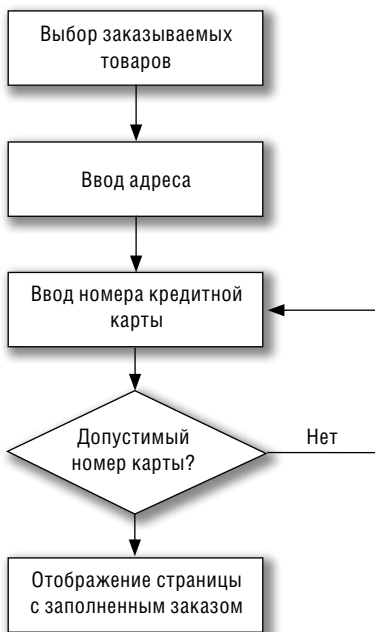 Выбор заказываемых
товаров
Ввод адреса
Ввод номера кредитной
карты
Допустимый
номер карты?
Нет
Отображение страницы
с заполненным заказом